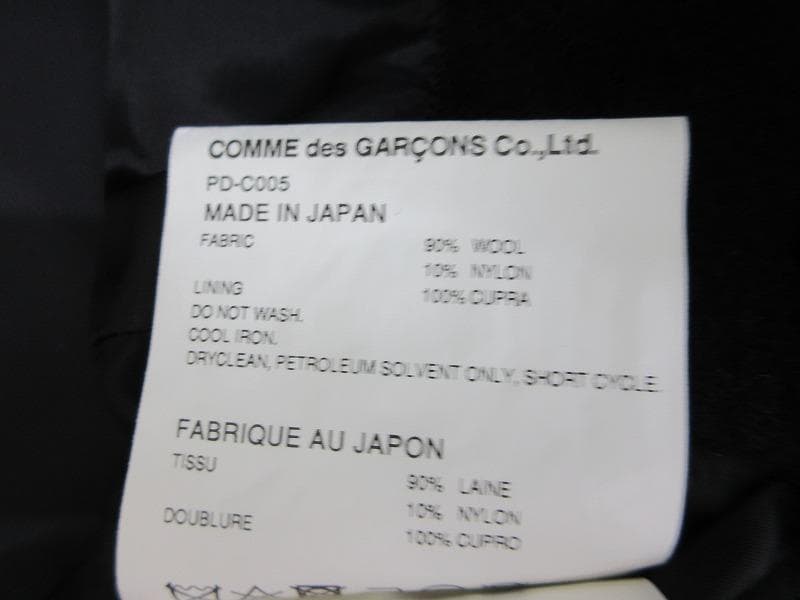 COMME des GARÇONS Co.,Ltd.
PD-C005
MADE IN JAPAN
FABRIC 90% WOOL
10% NYLON
LINING 100% CUPRA
DO NOT WASH.
COOL IRON.
DRYCLEAN, PETROLEUM SOLVENT ONLY, SHORT CYCLE.
FABRIQUE AU JAPON
TISSU 90% LAINE
10% NYLON
DOUBLURE 100% CUPRO